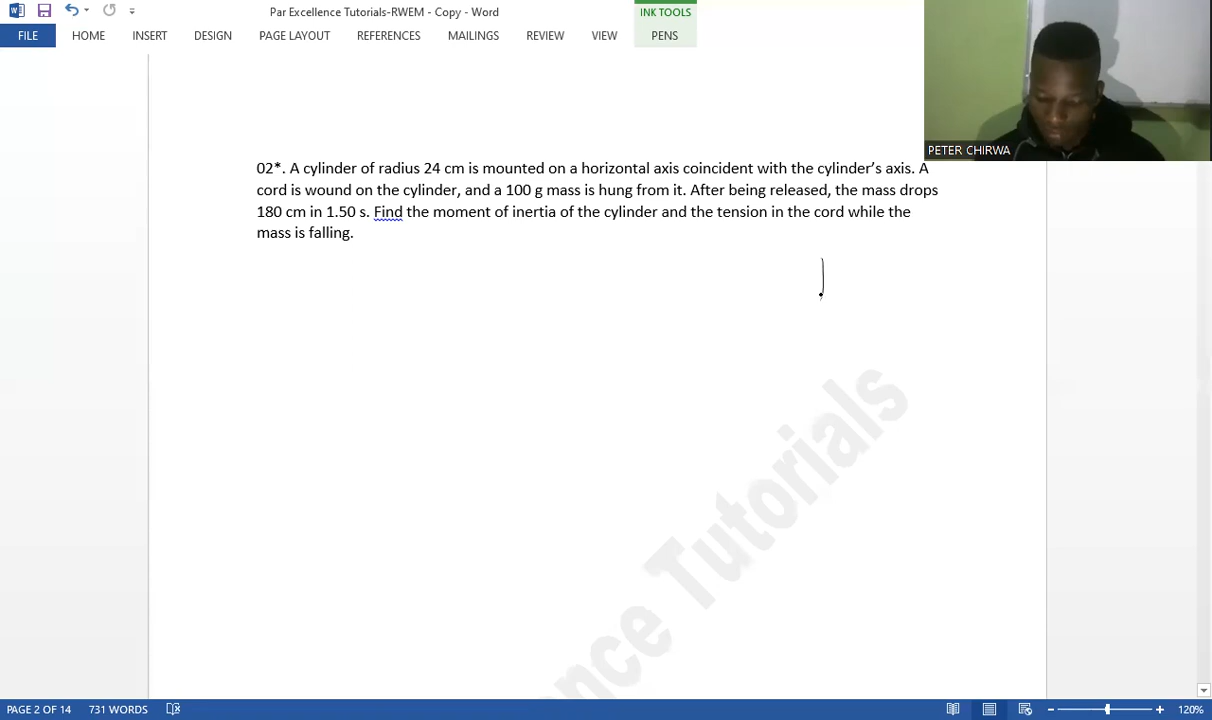 Par Excellence Tutorials-RWEM - Copy - Word
INK TOOLS
FILE HOME INSERT DESIGN PAGE LAYOUT REFERENCES MAILINGS REVIEW VIEW PENS
PETER CHIRWA
02*. A cylinder of radius 24 cm is mounted on a horizontal axis coincident with the cylinder's axis. A
cord is wound on the cylinder, and a 100 g mass is hung from it. After being released, the mass drops
180 cm in 1.50 s. Find the moment of inertia of the cylinder and the tension in the cord while the
mass is falling.
nce Tutorials
PAGE 2 OF 14 731 WORDS 120%